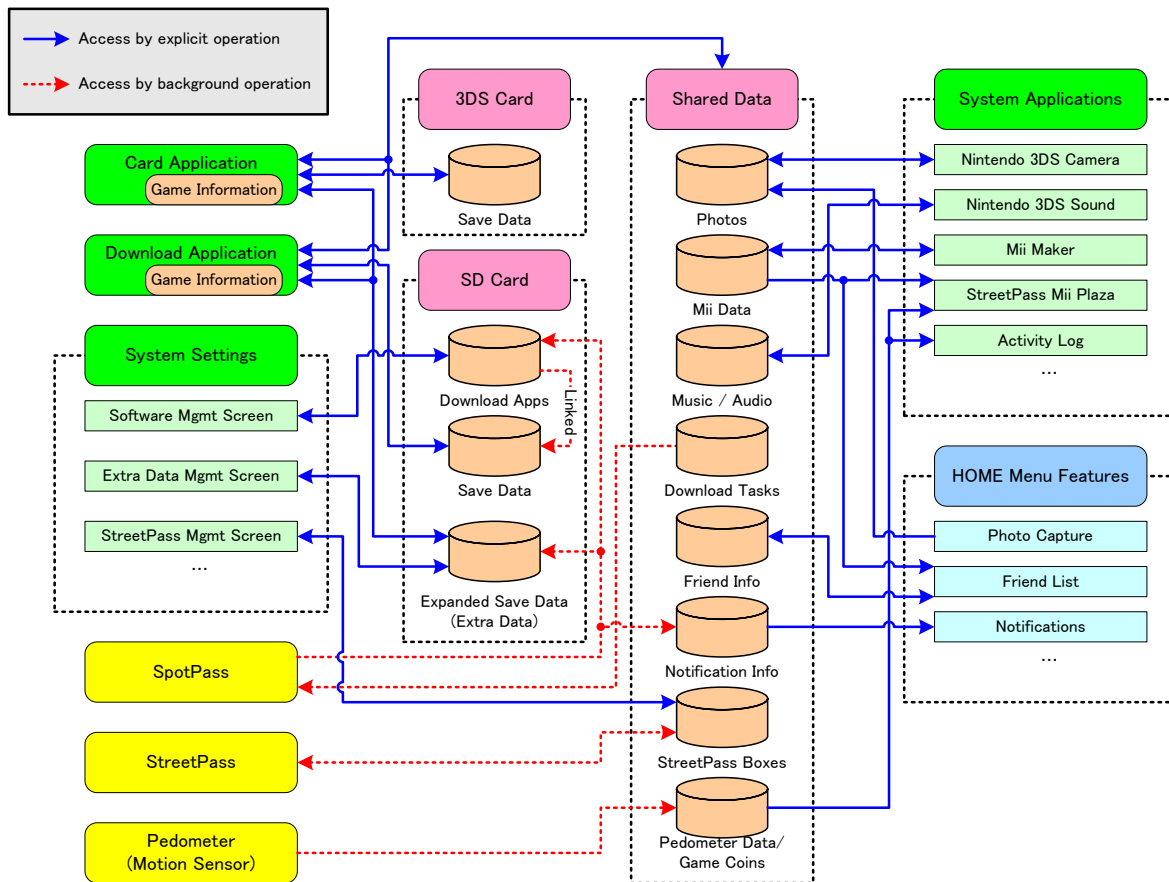 Access by explicit operation
Access by background operation
3DS Card
Shared Data
System Applications
Card Application
Game Information
Save Data
Photos
Nintendo 3DS Camera
Nintendo 3DS Sound
Download Application
Game Information
SD Card
Mii Data
Mii Maker
StreetPass Mii Plaza
Activity Log
...
System Settings
Software Mgmt Screen
Extra Data Mgmt Screen
StreetPass Mgmt Screen
...
Download Apps
Linked
Save Data
Expanded Save Data
(Extra Data)
Music / Audio
Download Tasks
Friend Info
Notification Info
StreetPass Boxes
Pedometer Data/
Game Coins
HOME Menu Features
Photo Capture
Friend List
Notifications
...
SpotPass
StreetPass
Pedometer
(Motion Sensor)